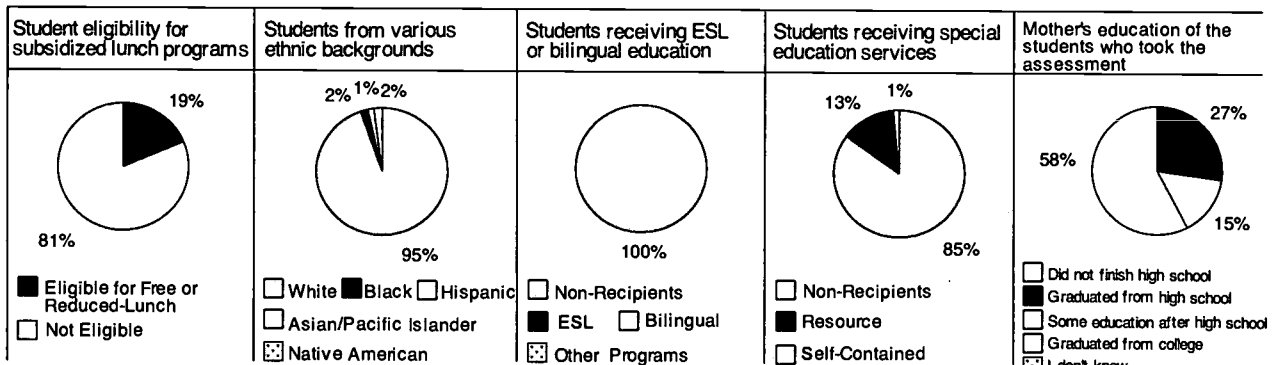 Student eligibility for
subsidized lunch programs
19%
81%
Eligible for Free or
Reduced-Lunch
Not Eligible
Students from various
ethnic backgrounds
2% 1% 2%
95%
White Black Hispanic
Asian/Pacific Islander
Native American
Students receiving ESL
or bilingual education
100%
Non-Recipients
ESL Bilingual
Other Programs
Students receiving special
education services
13% 1%
85%
Non-Recipients
Resource
Self-Contained
Mother's education of the
students who took the
assessment
27%
58%
15%
Did not finish high school
Graduated from high school
Some education after high school
Graduated from college
I don't know